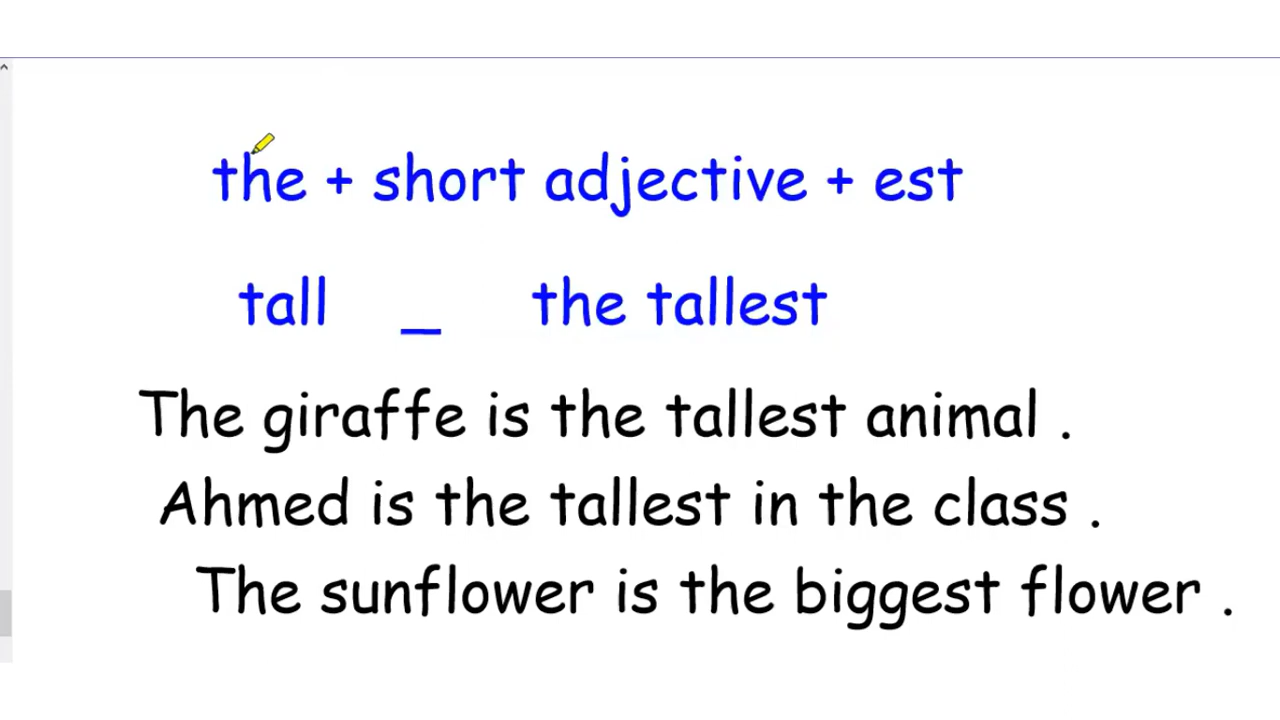 the + short adjective + est
tall _ the tallest
The giraffe is the tallest animal .
Ahmed is the tallest in the class .
The sunflower is the biggest flower .